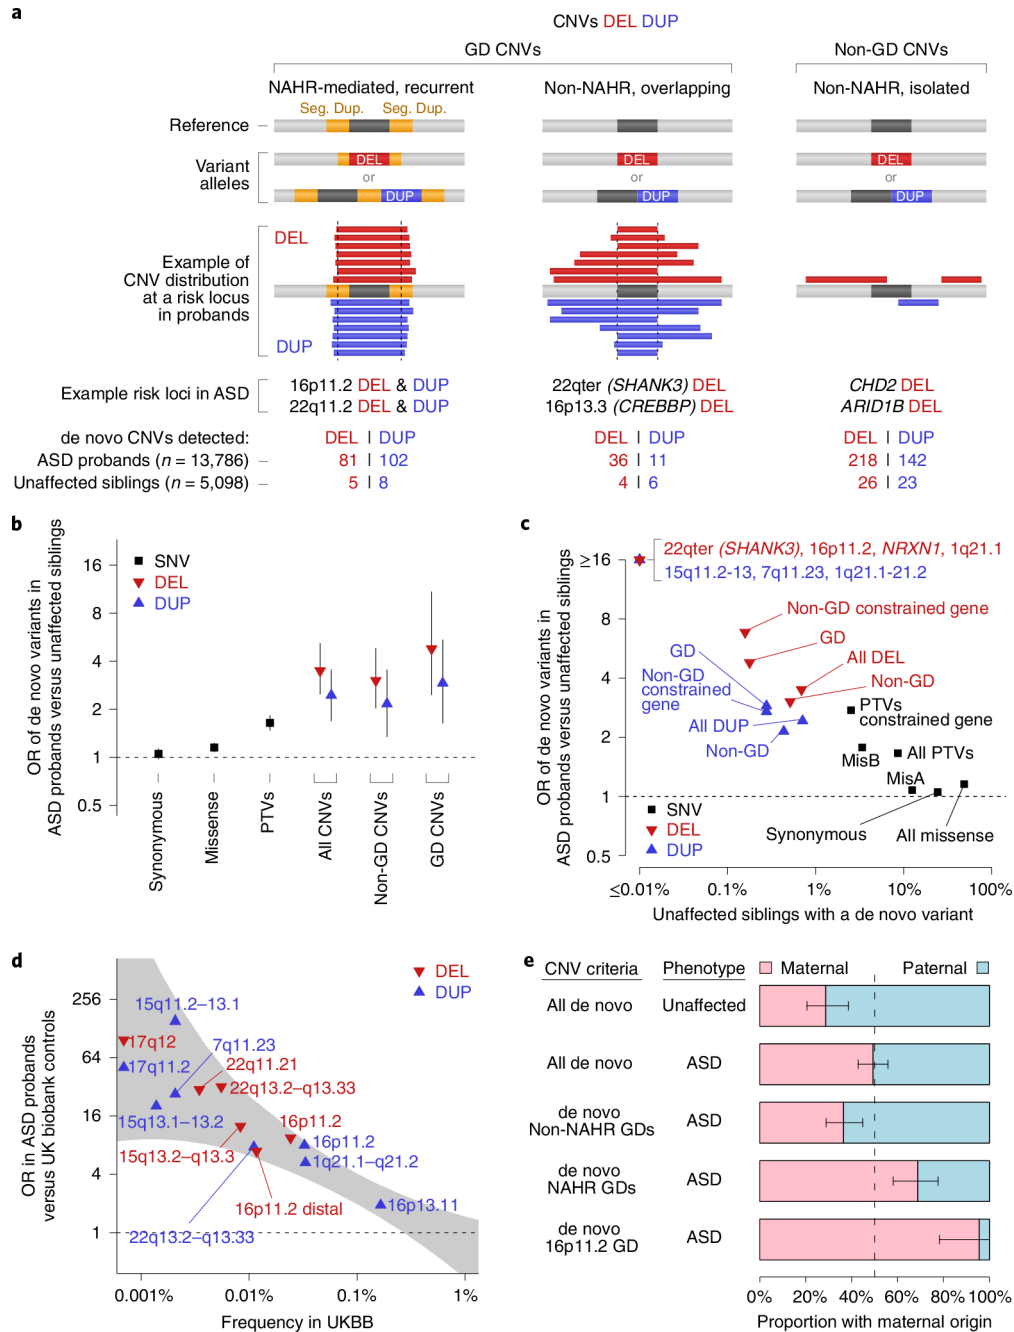 a
CNVs DEL DUP
GD CNVs
Non-GD CNVs
NAHR-mediated, recurrent
Non-NAHR, overlapping
Non-NAHR, isolated
Seg. Dup. Seg. Dup.
Reference
Variant
alleles
DEL
DEL
DEL
or
or
or
DUP
DUP
DUP
DEL
Example of
CNV distribution
at a risk locus
in probands
DUP
Example risk loci in ASD
16p11.2 DEL & DUP
22q11.2 DEL & DUP
22qter (SHANK3) DEL
16p13.3 (CREBBP) DEL
CHD2 DEL
ARID1B DEL
de novo CNVs detected:
DEL | DUP
DEL | DUP
DEL | DUP
ASD probands (n = 13,786)
81 | 102
36 | 11
218 | 142
Unaffected siblings (n = 5,098)
5 | 8
4 | 6
26 | 23
b
OR of de novo variants in
ASD probands versus unaffected siblings
16
8
4
2
1
0.5
SNV
DEL
DUP
Synonymous
Missense
PTVs
All CNVs
Non-GD CNVs
GD CNVs
c
OR of de novo variants in
ASD probands versus unaffected siblings
≥16
8
4
2
1
0.5
22qter (SHANK3), 16p11.2, NRXN1, 1q21.1
15q11.2-13, 7q11.23, 1q21.1-21.2
Non-GD constrained gene
GD
GD
All DEL
Non-GD
constrained
gene
Non-GD
PTVs
constrained gene
All DUP
Non-GD
MisB
All PTVs
MisA
SNV
DEL
DUP
Synonymous
All missense
≤0.01%
0.1%
1%
10%
100%
Unaffected siblings with a de novo variant
d
OR in ASD probands
versus UK biobank controls
256
64
16
4
1
DEL
DUP
15q11.2–13.1
17q12
7q11.23
17q11.2
22q11.21
22q13.2–q13.33
15q13.1–13.2
16p11.2
16p11.2
15q13.2–q13.3
1q21.1–q21.2
16p11.2 distal
16p13.11
22q13.2–q13.33
0.001%
0.01%
0.1%
1%
Frequency in UKBB
e
CNV criteria
Phenotype
Maternal
Paternal
All de novo
Unaffected
All de novo
ASD
de novo
Non-NAHR GDs
ASD
de novo
NAHR GDs
ASD
de novo
16p11.2 GD
ASD
0% 20% 40% 60% 80% 100%
Proportion with maternal origin